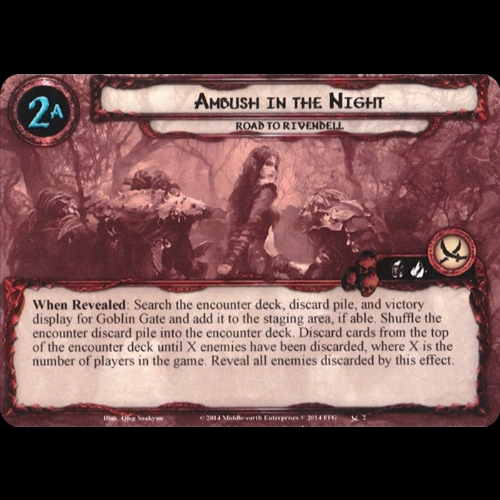 2A
AMBUSH IN THE NIGHT
ROAD TO RIVENDELL
When Revealed: Search the encounter deck, discard pile, and victory
display for Goblin Gate and add it to the staging area, if able. Shuffle the
encounter discard pile into the encounter deck. Discard cards from the top
of the encounter deck until X enemies have been discarded, where X is the
number of players in the game. Reveal all enemies discarded by this effect.
Illus. Oleg Saakyan ©2014 Middle-earth Enterprises ©2014 FFG 2